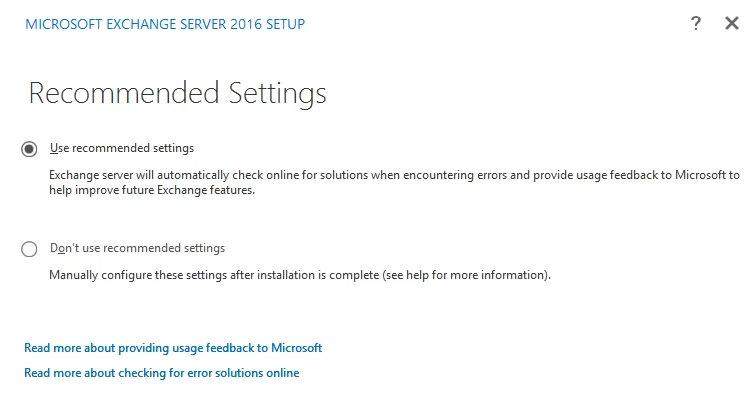 MICROSOFT EXCHANGE SERVER 2016 SETUP
?
Recommended Settings
Use recommended settings
Exchange server will automatically check online for solutions when encountering errors and provide usage feedback to Microsoft to
help improve future Exchange features.
Don't use recommended settings
Manually configure these settings after installation is complete (see help for more information).
Read more about providing usage feedback to Microsoft
Read more about checking for error solutions online